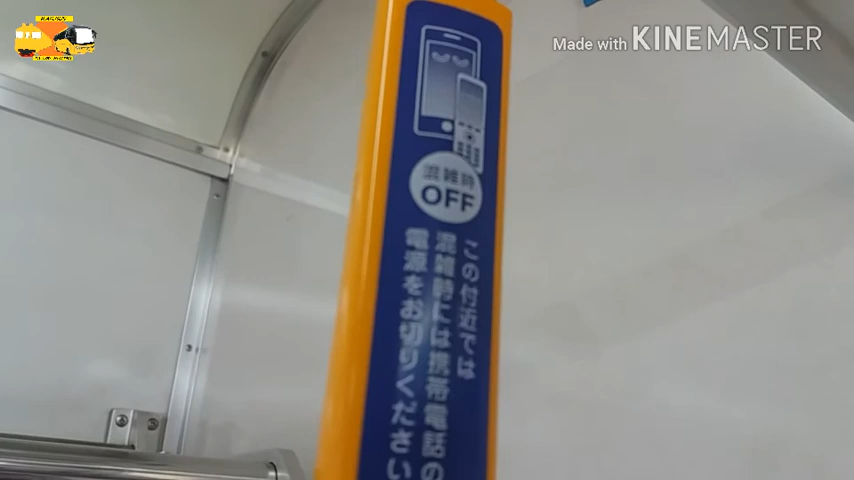 Made with KINEMASTER
混雑時
OFF
この付近では
混雑時には携帯電話の
電源をお切りください